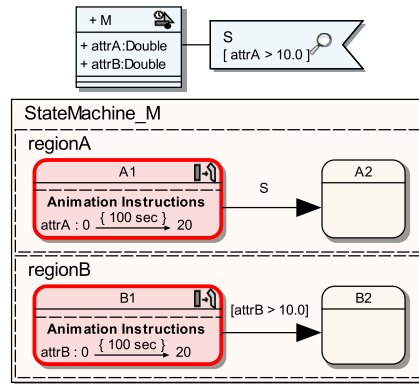 + M
+ attrA:Double
+ attrB:Double
S
[ attrA > 10.0 ]
StateMachine_M
regionA
A1
Animation Instructions
{ 100 sec }
attrA : 0 20
S
A2
regionB
B1
Animation Instructions
{ 100 sec }
attrB : 0 20
[attrB > 10.0]
B2